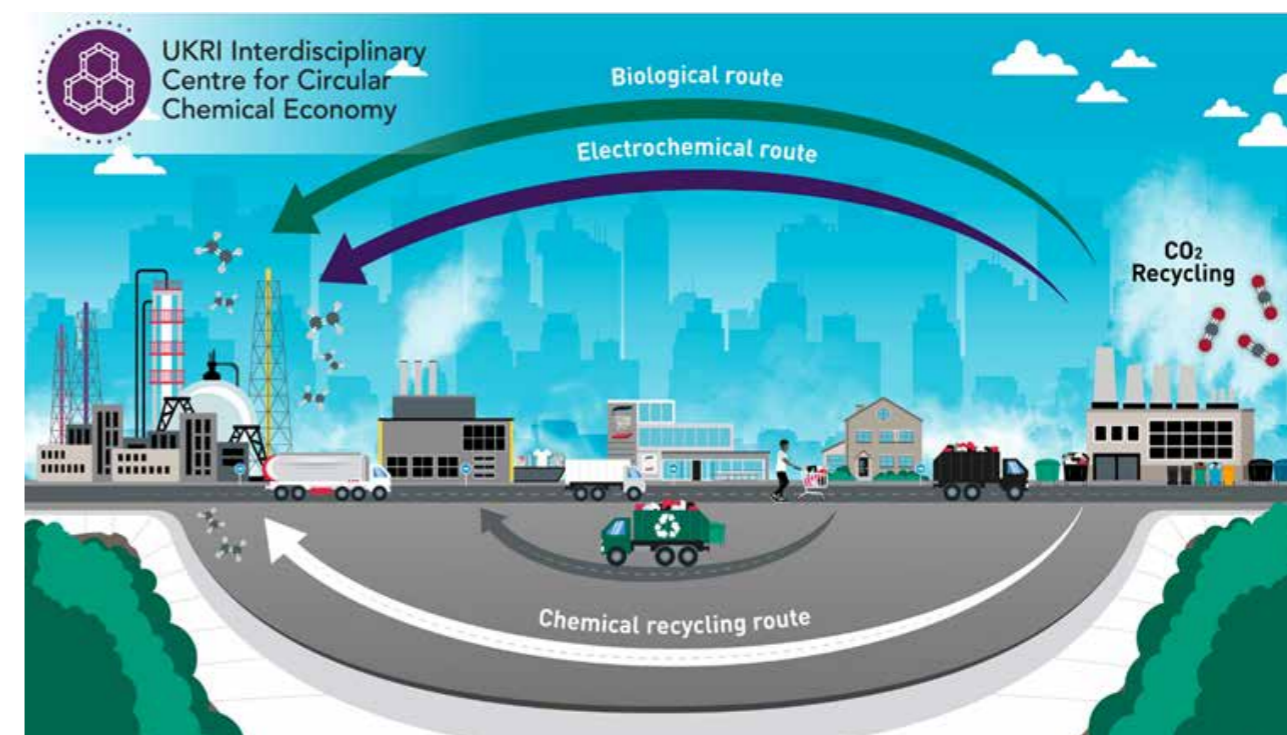 UKRI Interdisciplinary
Centre for Circular
Chemical Economy
Biological route
Electrochemical route
CO₂
Recycling
Chemical recycling route